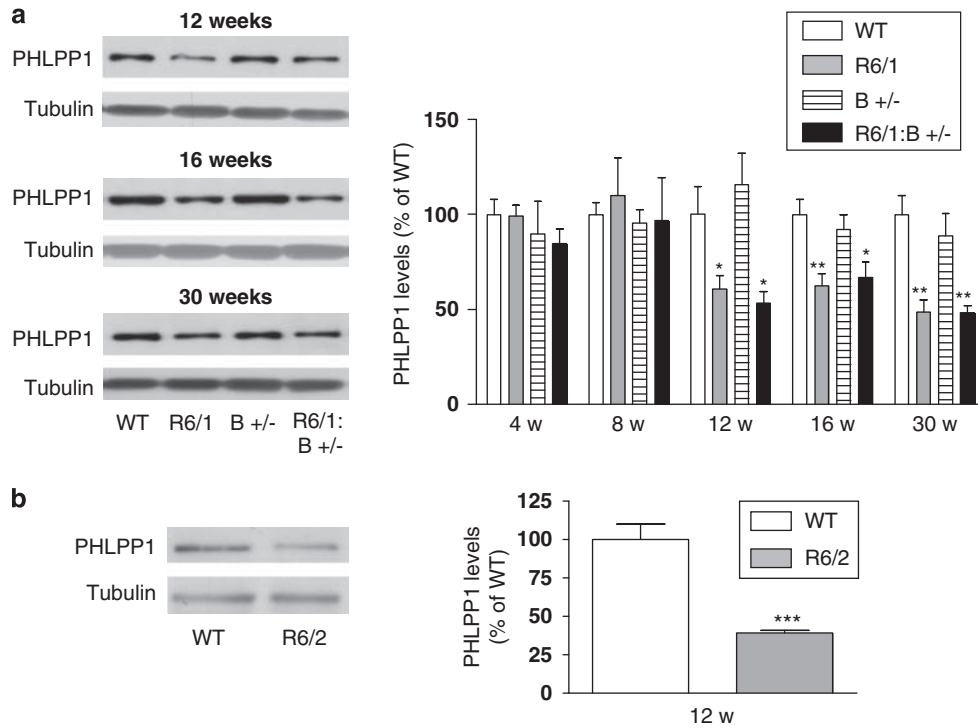 a
12 weeks
PHLPP1
Tubulin
16 weeks
PHLPP1
Tubulin
30 weeks
PHLPP1
Tubulin
WT R6/1 B +/- R6/1:
B +/-
WT
R6/1
B +/-
R6/1:B +/-
PHLPP1 levels (% of WT)
150
100
50
0
* *
** *
** **
4 w 8 w 12 w 16 w 30 w
b
PHLPP1
Tubulin
WT R6/2
PHLPP1 levels
(% of WT)
125
100
75
50
25
0
WT
R6/2
***
12 w